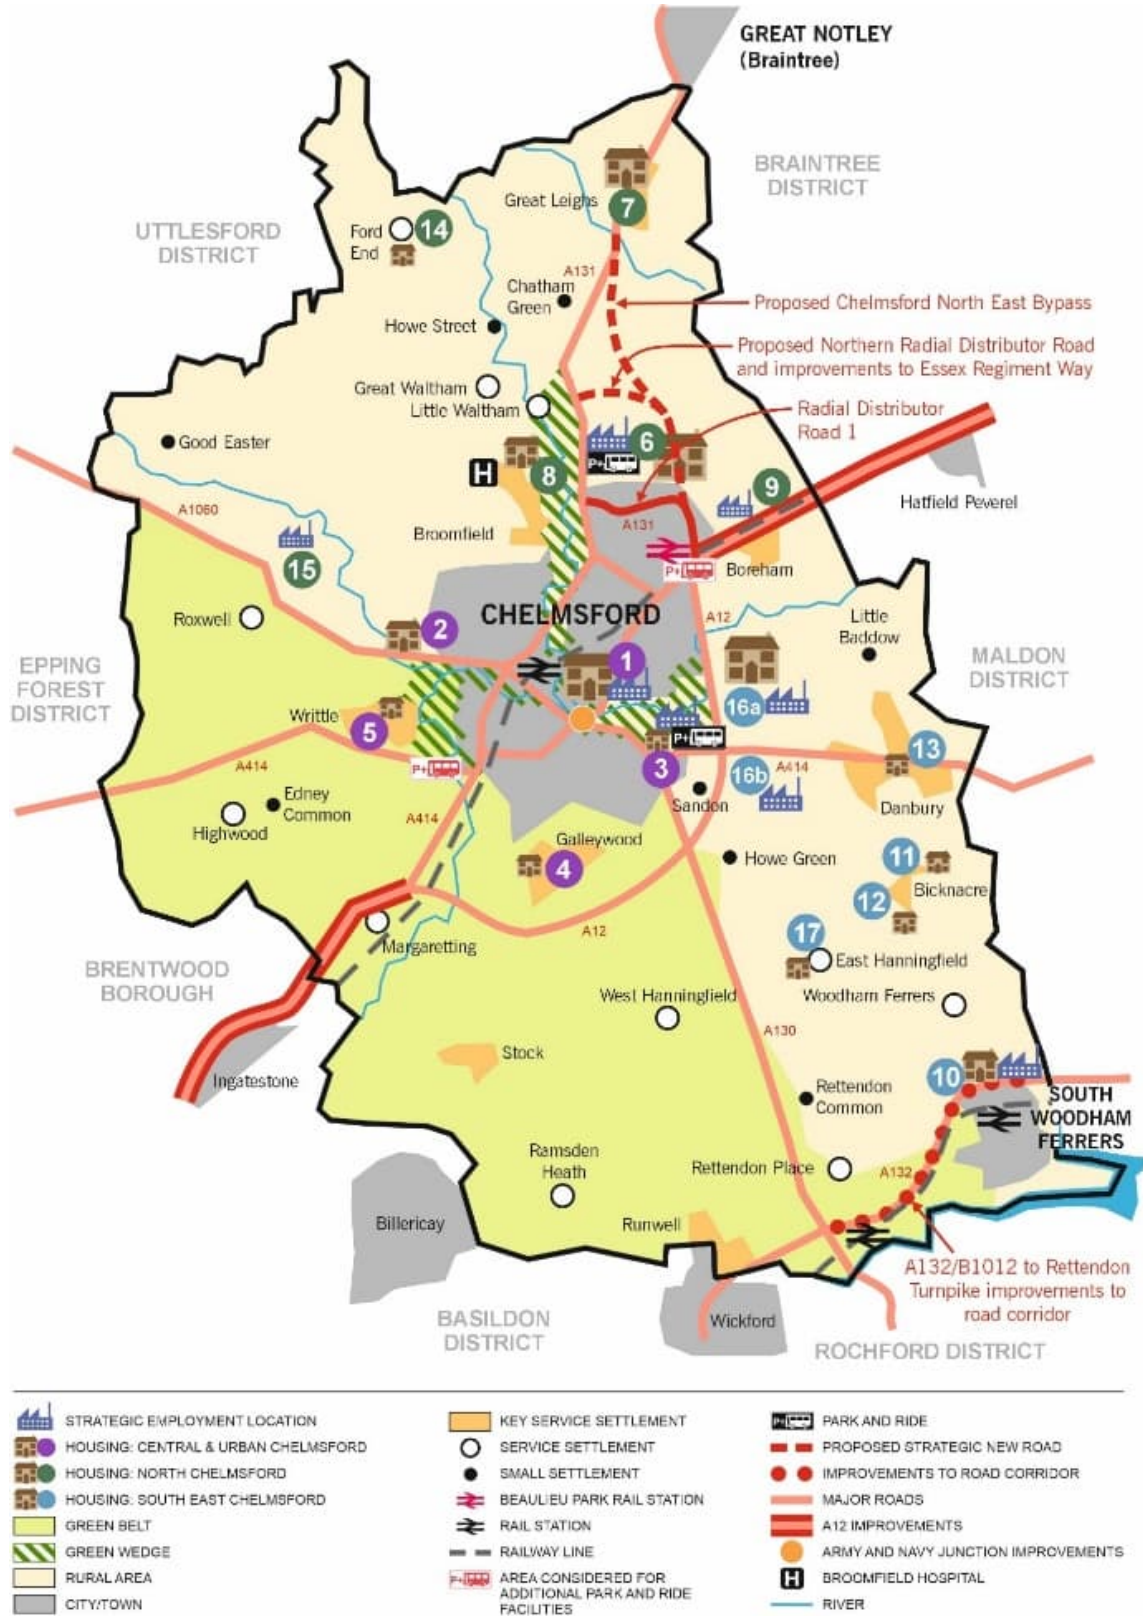 GREAT NOTLEY
(Braintree)
BRAINTREE
DISTRICT
UTTLESFORD
DISTRICT
Great Leighs
7
Ford
End
14
A131
Chatham
Green
Proposed Chelmsford North East Bypass
Howe Street
Proposed Northern Radial Distributor Road
and improvements to Essex Regiment Way
Great Waltham
Little Waltham
Radial Distributor
Road 1
Good Easter
6
P+
H
8
9
Hatfield Peverel
A1060
A131
Broomfield
15
P+
Boreham
Roxwell
CHELMSFORD
A12
Little
Baddow
2
EPPING
FOREST
DISTRICT
MALDON
DISTRICT
1
Writtle
5
16a
P+
13
A414
P+
3
16b
A414
Sandon
Danbury
Edney
Common
Highwood
A414
Galleywood
4
Howe Green
11
Bicknacre
12
Margaretting
A12
17
East Hanningfield
BRENTWOOD
BOROUGH
West Hanningfield
Woodham Ferrers
A130
Stock
Ingatestone
10
Rettendon
Common
SOUTH
WOODHAM
FERRERS
Ramsden
Heath
Rettendon Place
A132
Billericay
Runwell
A132/B1012 to Rettendon
Turnpike improvements to
road corridor
BASILDON
DISTRICT
Wickford
ROCHFORD DISTRICT
STRATEGIC EMPLOYMENT LOCATION
HOUSING: CENTRAL & URBAN CHELMSFORD
HOUSING: NORTH CHELMSFORD
HOUSING: SOUTH EAST CHELMSFORD
GREEN BELT
GREEN WEDGE
RURAL AREA
CITY/TOWN
KEY SERVICE SETTLEMENT
SERVICE SETTLEMENT
SMALL SETTLEMENT
BEAULIEU PARK RAIL STATION
RAIL STATION
RAILWAY LINE
P+
AREA CONSIDERED FOR
ADDITIONAL PARK AND RIDE
FACILITIES
P+
PARK AND RIDE
PROPOSED STRATEGIC NEW ROAD
IMPROVEMENTS TO ROAD CORRIDOR
MAJOR ROADS
A12 IMPROVEMENTS
ARMY AND NAVY JUNCTION IMPROVEMENTS
H
BROOMFIELD HOSPITAL
RIVER